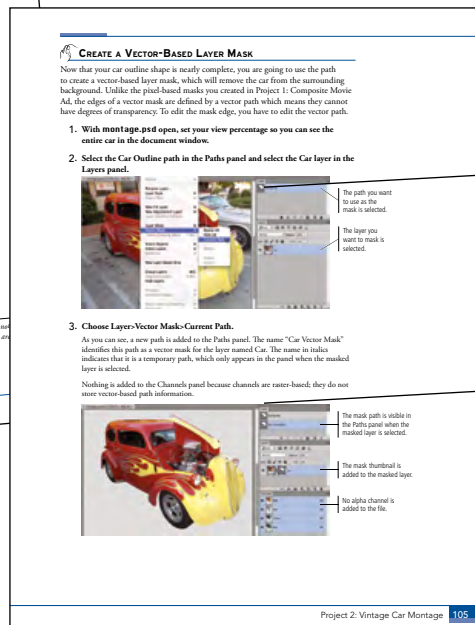 CREATE A VECTOR-BASED LAYER MASK
Now that your car outline shape is nearly complete, you are going to use the path
to create a vector-based layer mask, which will remove the car from the surrounding
background. Unlike the pixel-based masks you created in Project 1: Composite Movie
Ad, the edges of a vector mask are defined by a vector path which means they cannot
have degrees of transparency. To edit the mask edge, you have to edit the vector path.
1. With montage.psd open, set your view percentage so you can see the
entire car in the document window.
2. Select the Car Outline path in the Paths panel and select the Car layer in the
Layers panel.
The path you want
to use as the
mask is selected.
The layer you
want to mask is
selected.
3. Choose Layer>Vector Mask>Current Path.
As you can see, a new path is added to the Paths panel. The name “Car Vector Mask”
identifies this path as a vector mask for the layer named Car. The name in italics
indicates that it is a temporary path, which only appears in the panel when the masked
layer is selected.
Nothing is added to the Channels panel because channels are raster-based; they do not
store vector-based path information.
The mask path is visible in
the Paths panel when the
masked layer is selected.
The mask thumbnail is
added to the masked layer.
No alpha channel is
added to the file.
Project 2: Vintage Car Montage 105